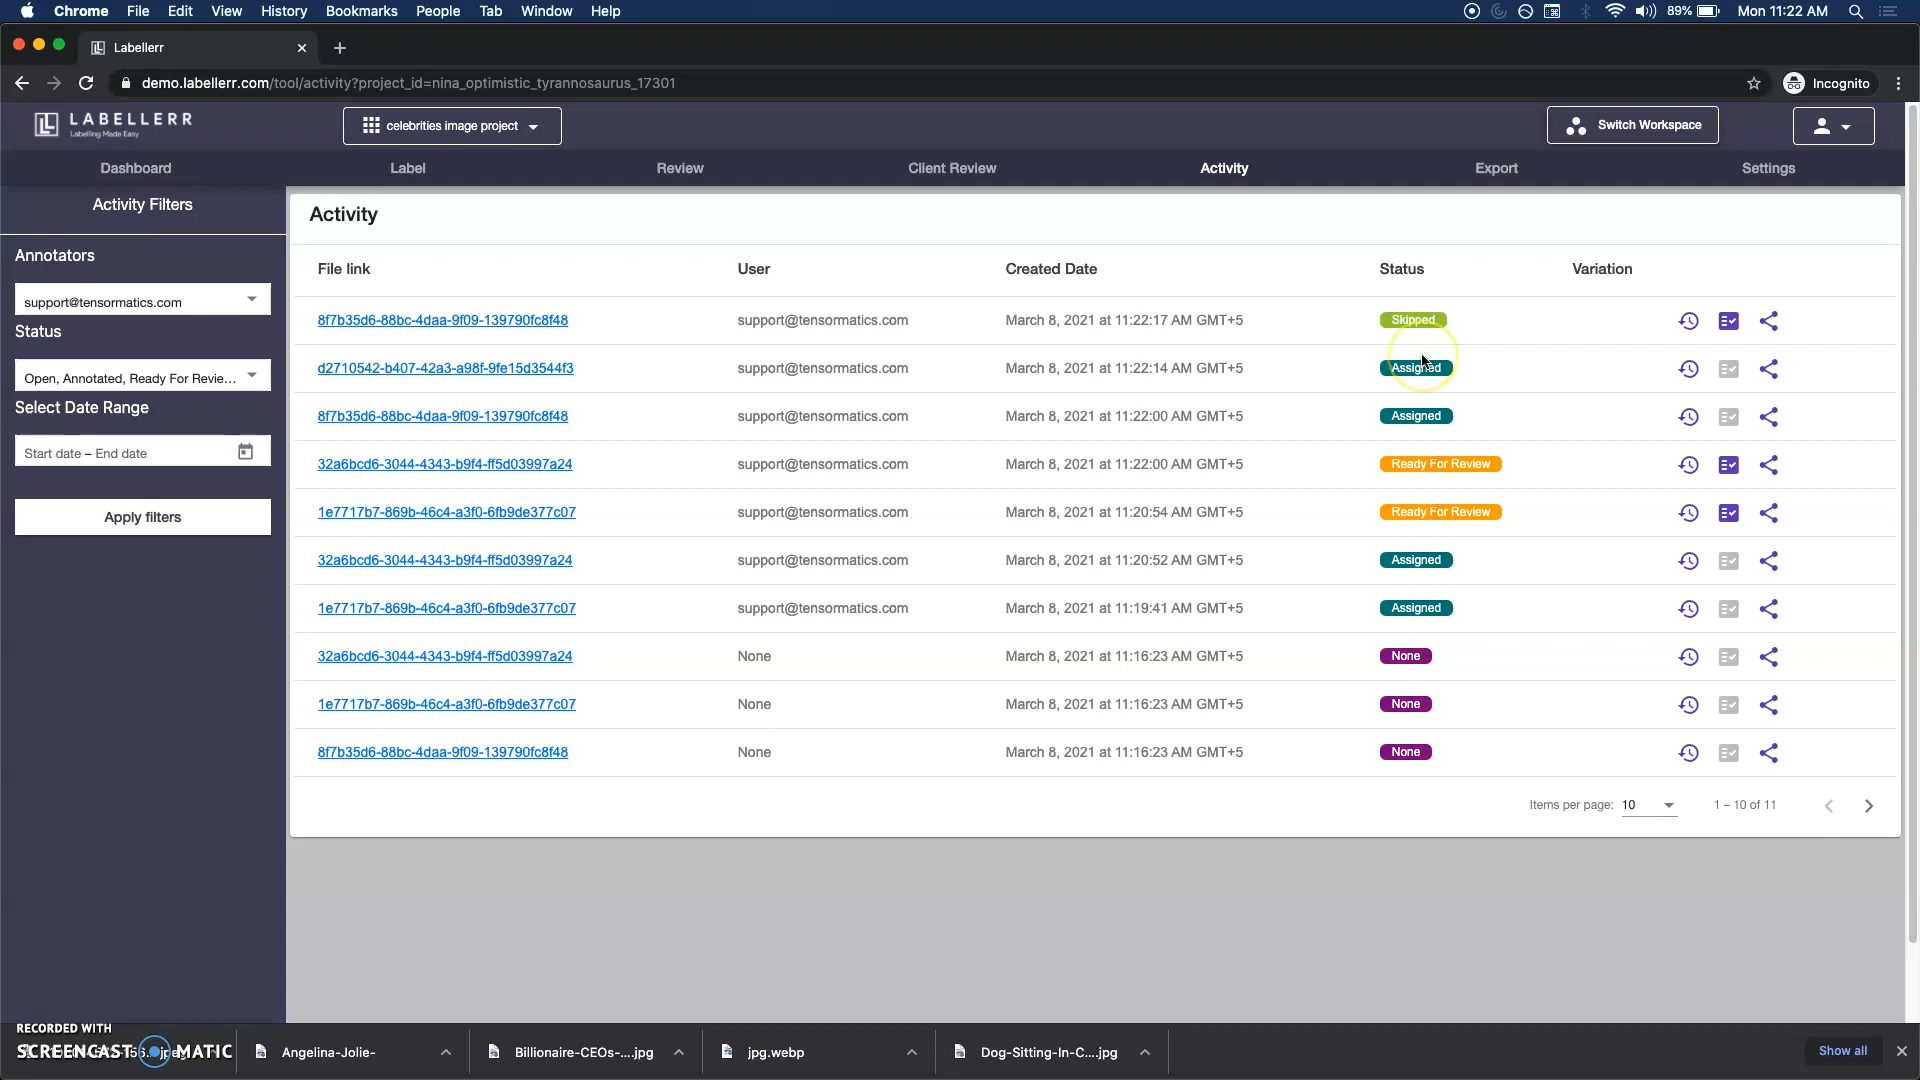 Chrome File Edit View History Bookmarks People Tab Window Help 89% Mon 11:22 AM
Labellerr
demo.labellerr.com/tool/activity?project_id=nina_optimistic_tyrannosaurus_17301 Incognito
LABELLERR
Labelling Made Easy
celebrities image project
Switch Workspace
Dashboard Label Review Client Review Activity Export Settings
Activity Filters
Annotators
support@tensormatics.com
Status
Open, Annotated, Ready For Revie...
Select Date Range
Start date – End date
Apply filters
Activity
File link User Created Date Status Variation
8f7b35d6-88bc-4daa-9f09-139790fc8f48 support@tensormatics.com March 8, 2021 at 11:22:17 AM GMT+5 Skipped
d2710542-b407-42a3-a98f-9fe15d3544f3 support@tensormatics.com March 8, 2021 at 11:22:14 AM GMT+5 Assigned
8f7b35d6-88bc-4daa-9f09-139790fc8f48 support@tensormatics.com March 8, 2021 at 11:22:00 AM GMT+5 Assigned
32a6bcd6-3044-4343-b9f4-ff5d03997a24 support@tensormatics.com March 8, 2021 at 11:22:00 AM GMT+5 Ready For Review
1e7717b7-869b-46c4-a3f0-6fb9de377c07 support@tensormatics.com March 8, 2021 at 11:20:54 AM GMT+5 Ready For Review
32a6bcd6-3044-4343-b9f4-ff5d03997a24 support@tensormatics.com March 8, 2021 at 11:20:52 AM GMT+5 Assigned
1e7717b7-869b-46c4-a3f0-6fb9de377c07 support@tensormatics.com March 8, 2021 at 11:19:41 AM GMT+5 Assigned
32a6bcd6-3044-4343-b9f4-ff5d03997a24 None March 8, 2021 at 11:16:23 AM GMT+5 None
1e7717b7-869b-46c4-a3f0-6fb9de377c07 None March 8, 2021 at 11:16:23 AM GMT+5 None
8f7b35d6-88bc-4daa-9f09-139790fc8f48 None March 8, 2021 at 11:16:23 AM GMT+5 None
Items per page: 10 1 – 10 of 11
RECORDED WITH
SCREENCAST MATIC
Angelina-Jolie- Billionaire-CEOs-....jpg jpg.webp Dog-Sitting-In-C....jpg Show all